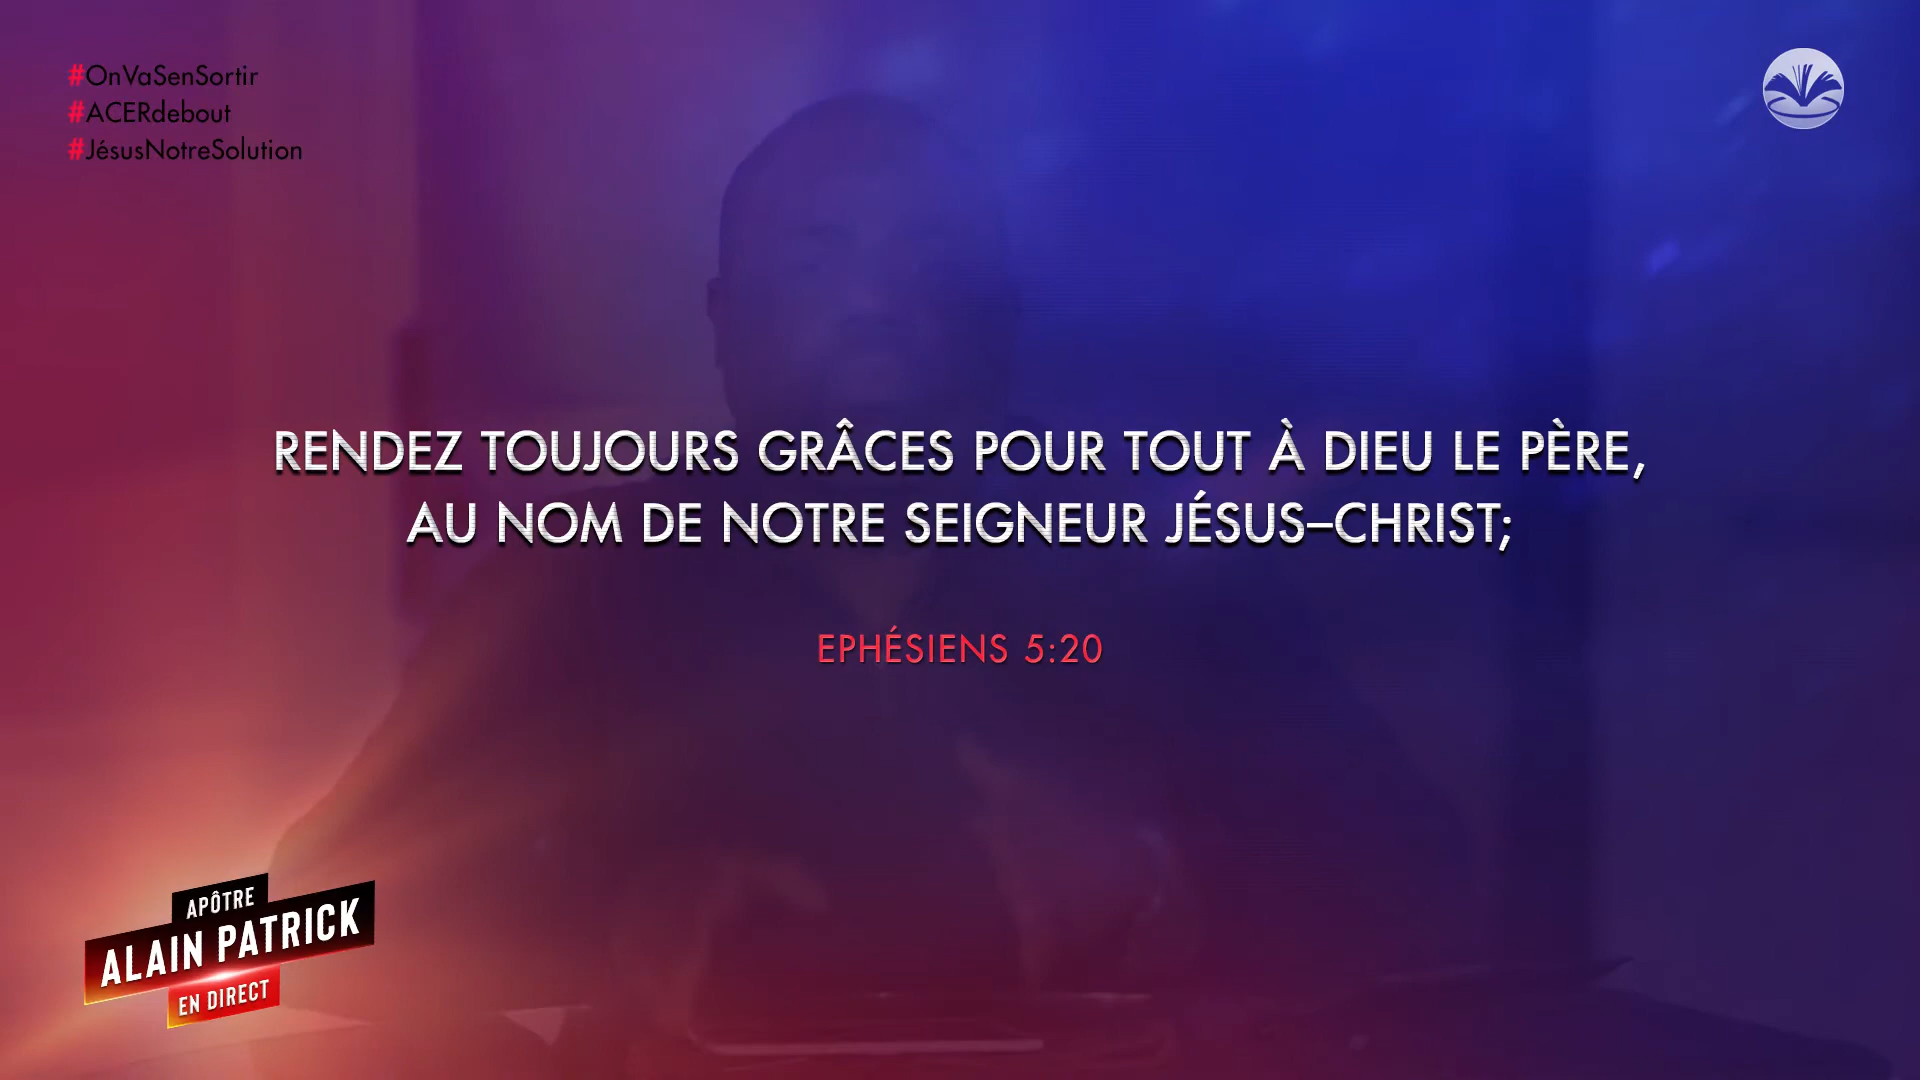 #OnVaSenSortir
#ACERdebout
#JésusNotreSolution
RENDEZ TOUJOURS GRÂCES POUR TOUT À DIEU LE PÈRE,
AU NOM DE NOTRE SEIGNEUR JÉSUS–CHRIST;
EPHÉSIENS 5:20
APÔTRE
ALAIN PATRICK
EN DIRECT